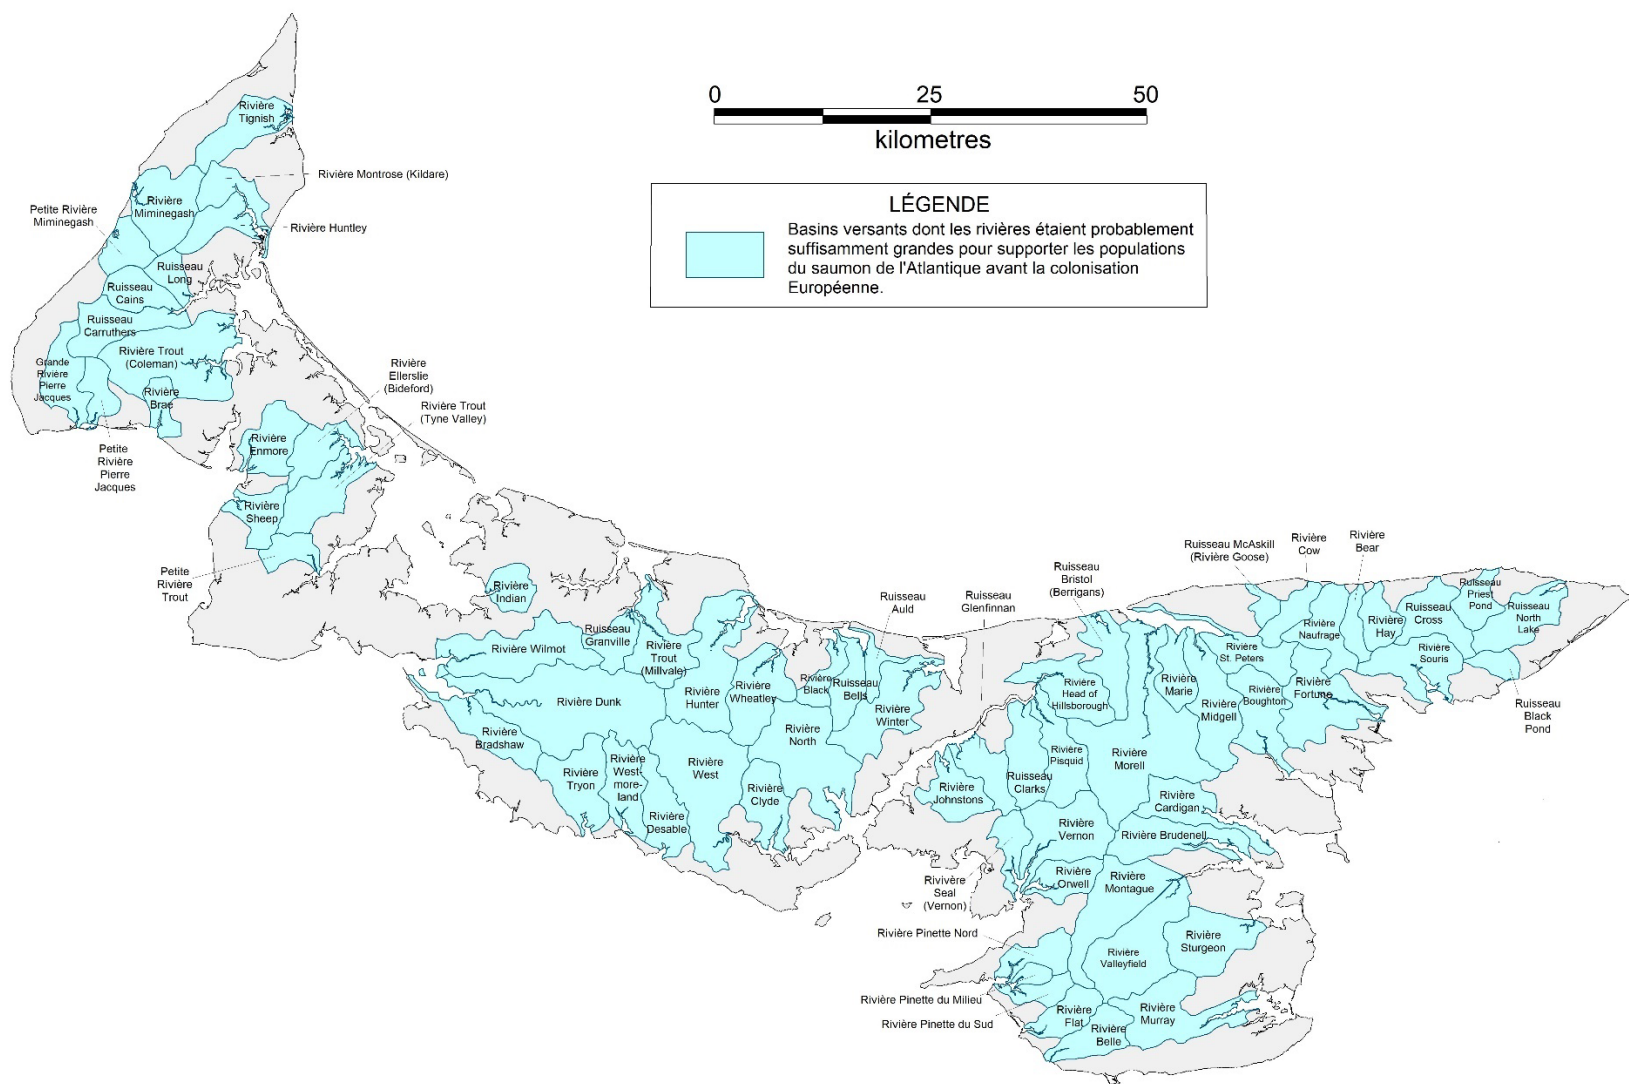 0 25 50
kilometres
LÉGENDE
Basins versants dont les rivières étaient probablement
suffisamment grandes pour supporter les populations
du saumon de l'Atlantique avant la colonisation
Européenne.
Rivière
Tignish
Rivière Montrose (Kildare)
Petite Rivière
Miminegash
Rivière
Miminegash
Rivière Huntley
Ruisseau
Long
Ruisseau
Cains
Ruisseau
Carruthers
Rivière Trout
(Coleman)
Grande
Rivière
Pierre
Jacques
Rivière
Brae
Petite
Rivière
Pierre
Jacques
Rivière
Ellerslie
(Bideford)
Rivière Trout
(Tyne Valley)
Rivière
Enmore
Rivière
Sheep
Petite
Rivière
Trout
Rivière
Indian
Rivière Wilmot
Ruisseau
Granville
Rivière
Trout
(Millvale)
Rivière Dunk
Rivière
Hunter
Rivière
Wheatley
Rivière
Black
Ruisseau
Bells
Ruisseau
Auld
Rivière
Winter
Rivière
North
Rivière
Bradshaw
Rivière
Tryon
Rivière
West-
more-
land
Rivière
Desable
Rivière
West
Rivière
Clyde
Ruisseau
Glenfinnan
Ruisseau
Bristol
(Berrigans)
Ruisseau McAskill
(Rivière Goose)
Rivière
Cow
Rivière
Bear
Rivière
Naufrage
Rivière
Hay
Ruisseau
Cross
Ruisseau
Priest
Pond
Ruisseau
North
Lake
Rivière
St. Peters
Rivière
Souris
Ruisseau
Black
Pond
Rivière
Head of
Hillsborough
Rivière
Marie
Rivière
Midgell
Rivière
Boughton
Rivière
Fortune
Rivière
Johnstons
Ruisseau
Clarks
Rivière
Pisquid
Rivière
Morell
Rivière
Cardigan
Rivière
Vernon
Rivière Brudenell
Rivière
Orwell
Rivière
Montague
Rivière
Seal
(Vernon)
Rivière Pinette Nord
Rivière
Sturgeon
Rivière
Valleyfield
Rivière Pinette du Milieu
Rivière Pinette du Sud
Rivière
Flat
Rivière
Belle
Rivière
Murray